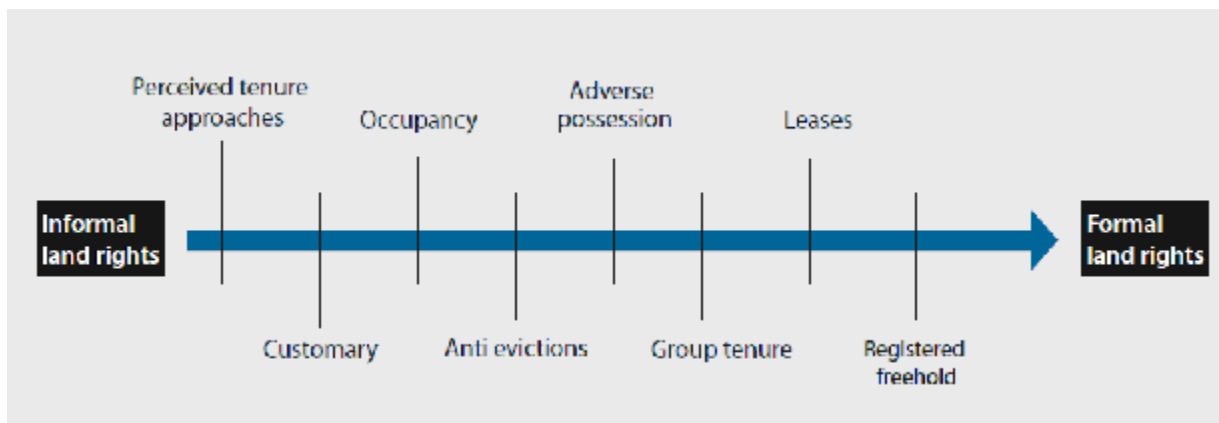 Perceived tenure
approaches
Occupancy
Adverse
possession
Leases
Informal
land rights
Formal
land rights
Customary
Anti evictions
Group tenure
Registered
freehold